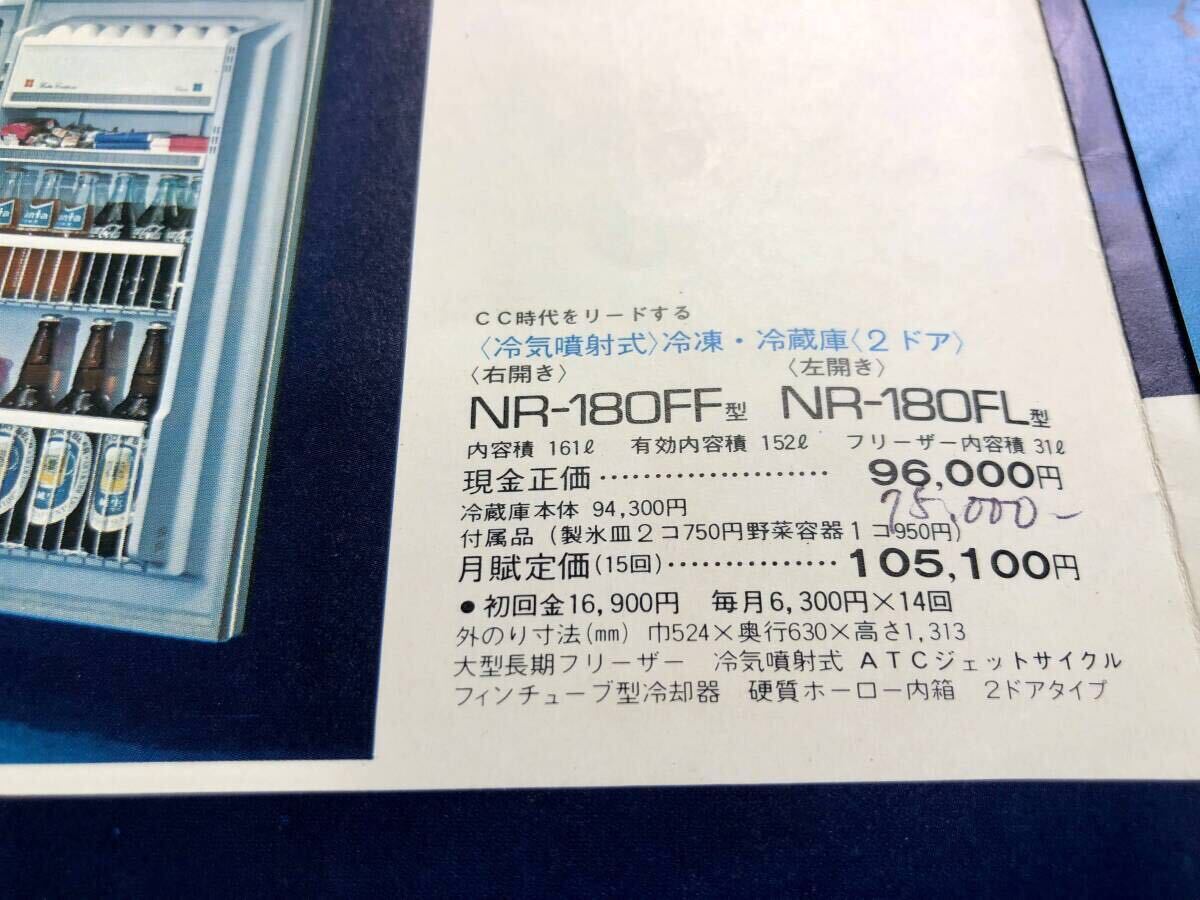 CC時代をリードする
〈冷気噴射式〉冷凍・冷蔵庫〈2ドア〉
〈右開き〉 〈左開き〉
NR-180FF型 NR-180FL型
内容積 161ℓ 有効内容積 152ℓ フリーザー内容積 31ℓ
現金正価……………………96,000円
75,000-
冷蔵庫本体 94,300円
付属品(製氷皿2コ750円野菜容器1コ950円)
月賦定価(15回)……………105,100円
●初回金16,900円 毎月6,300円×14回
外のり寸法(mm) 巾524×奥行630×高さ1,313
大型長期フリーザー 冷気噴射式 ATCジェットサイクル
フィンチューブ型冷却器 硬質ホーロー内箱 2ドアタイプ